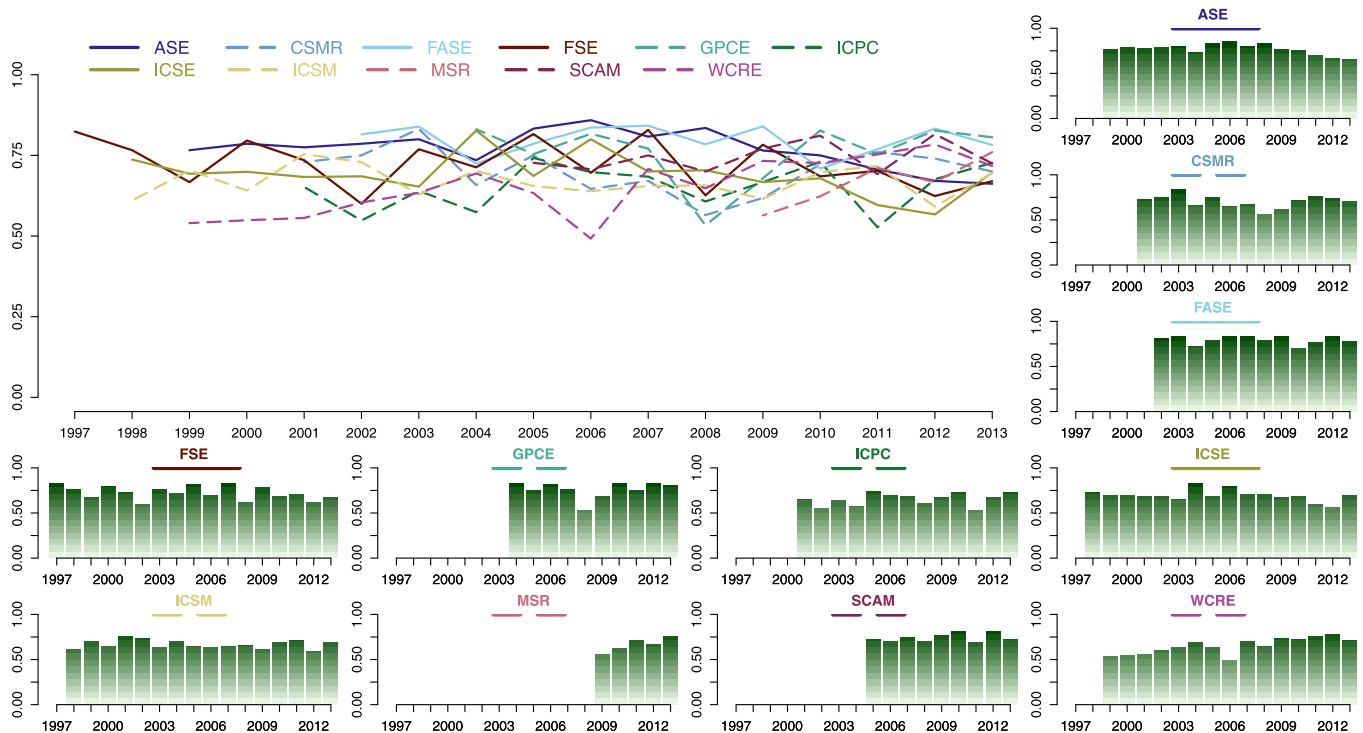 ASE CSMR FASE FSE GPCE ICPC
ICSE ICSM MSR SCAM WCRE
1.00
0.75
0.50
0.25
0.00
1997 1998 1999 2000 2001 2002 2003 2004 2005 2006 2007 2008 2009 2010 2011 2012 2013
ASE
1.00
0.50
0.00
1997 2000 2003 2006 2009 2012
CSMR
1.00
0.50
0.00
1997 2000 2003 2006 2009 2012
FASE
1.00
0.50
0.00
1997 2000 2003 2006 2009 2012
FSE
1.00
0.50
0.00
1997 2000 2003 2006 2009 2012
GPCE
1.00
0.50
0.00
1997 2000 2003 2006 2009 2012
ICPC
1.00
0.50
0.00
1997 2000 2003 2006 2009 2012
ICSE
1.00
0.50
0.00
1997 2000 2003 2006 2009 2012
ICSM
1.00
0.50
0.00
1997 2000 2003 2006 2009 2012
MSR
1.00
0.50
0.00
1997 2000 2003 2006 2009 2012
SCAM
1.00
0.50
0.00
1997 2000 2003 2006 2009 2012
WCRE
1.00
0.50
0.00
1997 2000 2003 2006 2009 2012